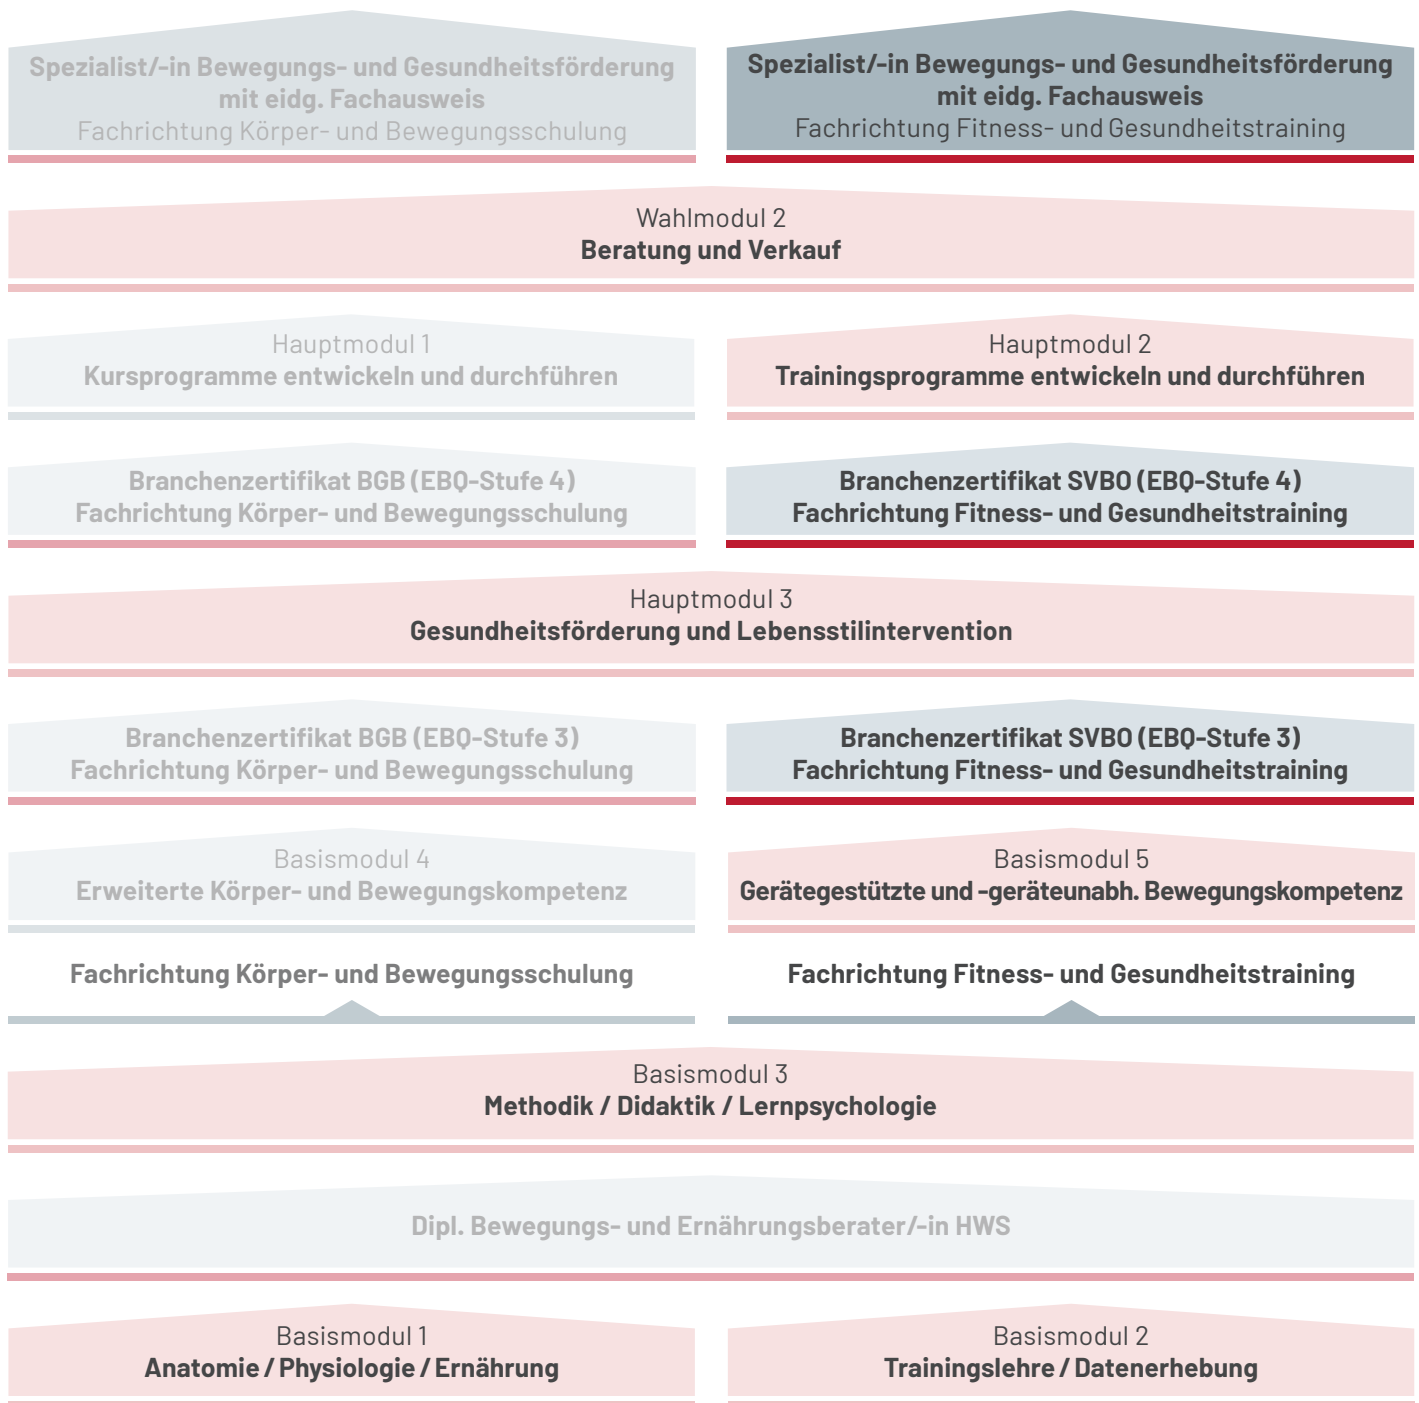 Spezialist/-in Bewegungs- und Gesundheitsförderung
mit eidg. Fachausweis
Fachrichtung Körper- und Bewegungsschulung
Spezialist/-in Bewegungs- und Gesundheitsförderung
mit eidg. Fachausweis
Fachrichtung Fitness- und Gesundheitstraining
Wahlmodul 2
Beratung und Verkauf
Hauptmodul 1
Kursprogramme entwickeln und durchführen
Hauptmodul 2
Trainingsprogramme entwickeln und durchführen
Branchenzertifikat BGB (EBQ-Stufe 4)
Fachrichtung Körper- und Bewegungsschulung
Branchenzertifikat SVBO (EBQ-Stufe 4)
Fachrichtung Fitness- und Gesundheitstraining
Hauptmodul 3
Gesundheitsförderung und Lebensstilintervention
Branchenzertifikat BGB (EBQ-Stufe 3)
Fachrichtung Körper- und Bewegungsschulung
Branchenzertifikat SVBO (EBQ-Stufe 3)
Fachrichtung Fitness- und Gesundheitstraining
Basismodul 4
Erweiterte Körper- und Bewegungskompetenz
Basismodul 5
Gerätegestützte und -geräteunabh. Bewegungskompetenz
Fachrichtung Körper- und Bewegungsschulung
Fachrichtung Fitness- und Gesundheitstraining
Basismodul 3
Methodik / Didaktik / Lernpsychologie
Dipl. Bewegungs- und Ernährungsberater/-in HWS
Basismodul 1
Anatomie / Physiologie / Ernährung
Basismodul 2
Trainingslehre / Datenerhebung